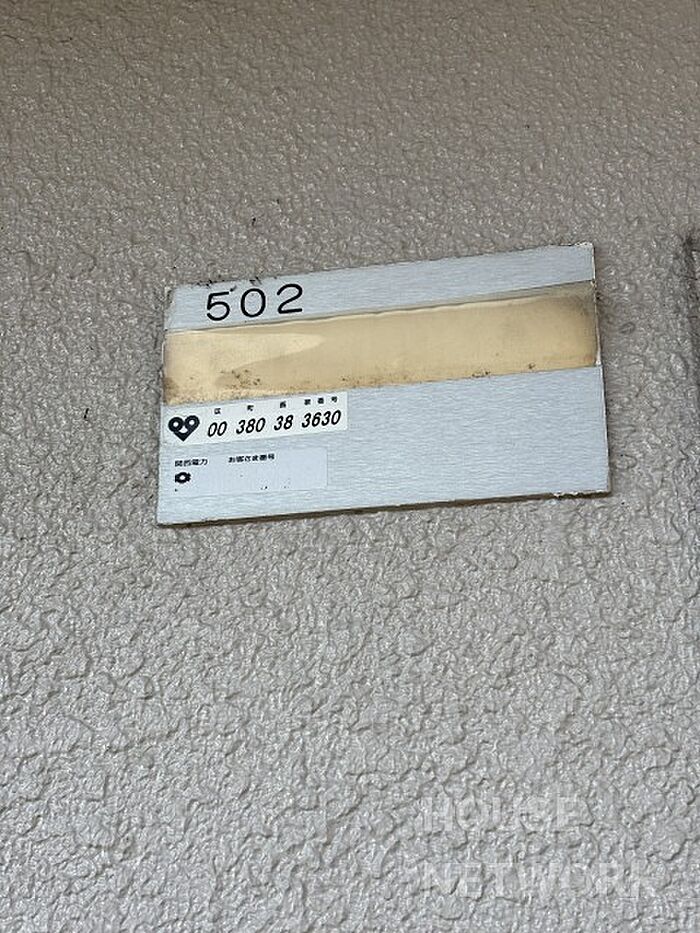 502
区 町 画 家番号
00 380 38 3630
関西電力 お客さま番号
HOUSE
NETWORK